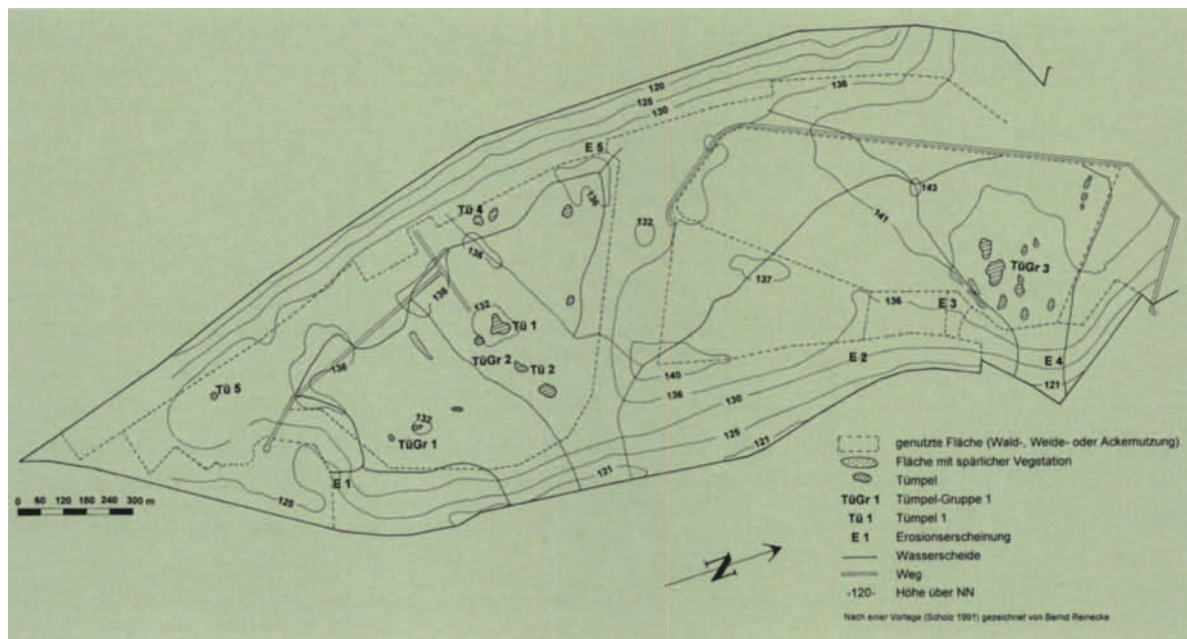 120
125
130
136
E 5
136
143
141
Tü 4
132
136
TüGr 3
137
132
136
E 3
Tü 1
136
TüGr 2
Tü 2
E 2
E 4
140
121
136
Tü 5
136
130
132
TüGr 1
125
121
121
E 1
125
0 60 120 180 240 300 m
N
genutzte Fläche (Wald-, Weide- oder Ackernutzung)
Fläche mit spärlicher Vegetation
Tümpel
TüGr 1 Tümpel-Gruppe 1
Tü 1 Tümpel 1
E 1 Erosionserscheinung
Wasserscheide
Weg
-120- Höhe über NN
Nach einer Vorlage (Scholz 1991) gezeichnet von Bernd Reinecke